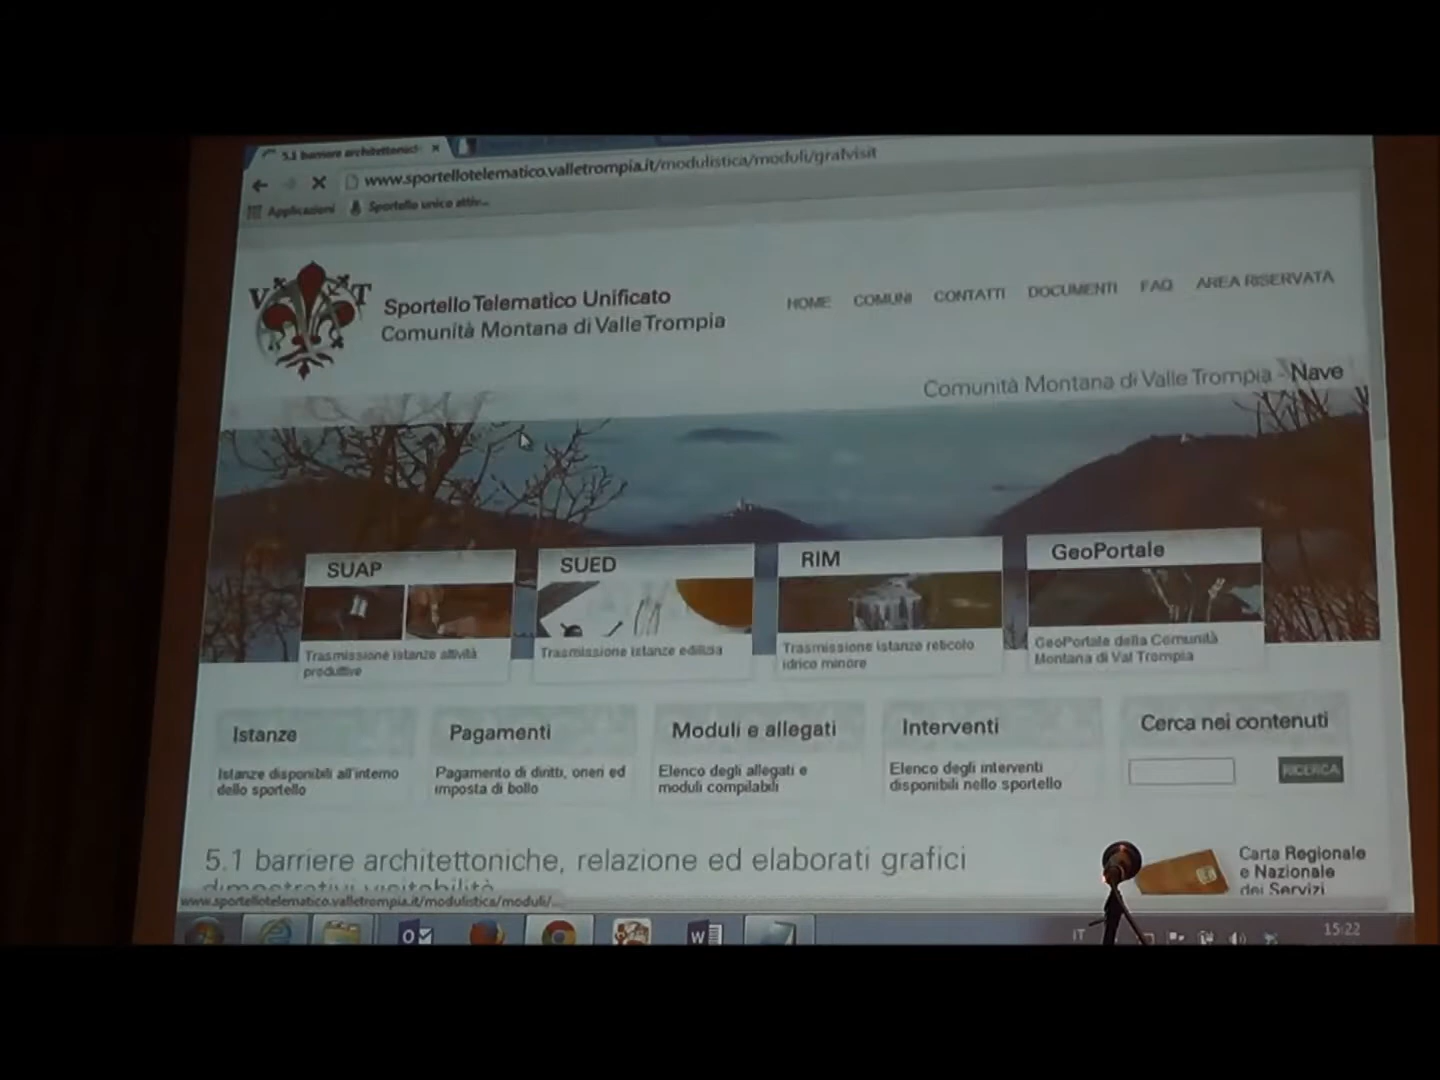 5.1 barriere architettonich
www.sportellotelematico.valletrompia.it/modulistica/moduli/grafvisit
Applicazioni
Sportello unico attiv...
V T
Sportello Telematico Unificato
Comunità Montana di Valle Trompia
HOME COMUNI CONTATTI DOCUMENTI FAQ AREA RISERVATA
Comunità Montana di Valle Trompia - Nave
SUAP
Trasmissione istanze attività
produttive
SUED
Trasmissione istanze edilizia
RIM
Trasmissione istanze reticolo
idrico minore
GeoPortale
GeoPortale della Comunità
Montana di Val Trompia
Istanze
Istanze disponibili all'interno
dello sportello
Pagamenti
Pagamento di diritti, oneri ed
imposta di bollo
Moduli e allegati
Elenco degli allegati e
moduli compilabili
Interventi
Elenco degli interventi
disponibili nello sportello
Cerca nei contenuti
RICERCA
5.1 barriere architettoniche, relazione ed elaborati grafici
dimostrativi visitabilità
Carta Regionale
e Nazionale
dei Servizi
www.sportellotelematico.valletrompia.it/modulistica/moduli/...
IT
15:22